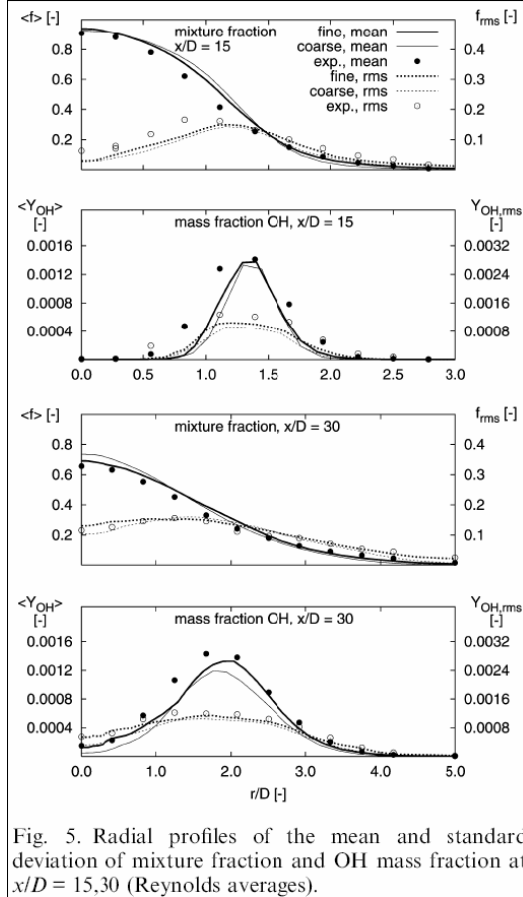 <f> [-]
mixture fraction
x/D = 15
fine, mean
coarse, mean
exp., mean
fine, rms
coarse, rms
exp., rms
f_rms [-]
1.0
0.8
0.6
0.4
0.2
0.4
0.3
0.2
0.1
<Y_OH>
[-]
mass fraction OH, x/D = 15
Y_OH,rms
[-]
0.0016
0.0012
0.0008
0.0004
0.0032
0.0024
0.0016
0.0008
0.0 0.5 1.0 1.5 2.0 2.5 3.0
<f> [-]
mixture fraction, x/D = 30
f_rms [-]
0.8
0.6
0.4
0.2
0.4
0.3
0.2
0.1
<Y_OH>
[-]
mass fraction OH, x/D = 30
Y_OH,rms
[-]
0.0016
0.0012
0.0008
0.0004
0.0032
0.0024
0.0016
0.0008
0.0 1.0 2.0 3.0 4.0 5.0
r/D [-]
Fig. 5. Radial profiles of the mean and standard
deviation of mixture fraction and OH mass fraction at
x/D = 15,30 (Reynolds averages).